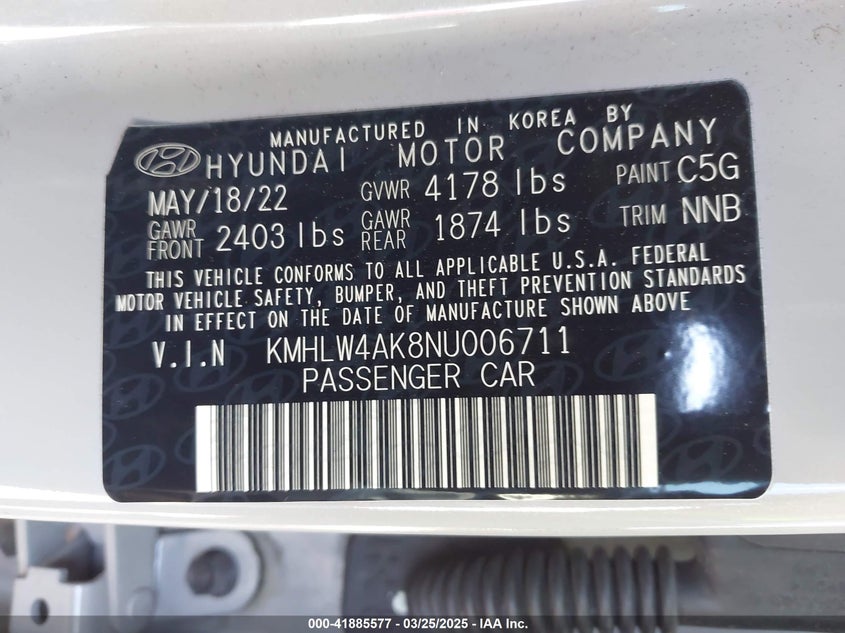 MANUFACTURED IN KOREA BY
HYUNDAI MOTOR COMPANY
MAY/18/22 GVWR 4178 lbs PAINT C5G
GAWR FRONT 2403 lbs GAWR REAR 1874 lbs TRIM NNB
THIS VEHICLE CONFORMS TO ALL APPLICABLE U.S.A. FEDERAL
MOTOR VEHICLE SAFETY, BUMPER, AND THEFT PREVENTION STANDARDS
IN EFFECT ON THE DATE OF MANUFACTURE SHOWN ABOVE
V.I.N KMHLW4AK8NU006711
PASSENGER CAR
000-41885577 - 03/25/2025 - IAA Inc.